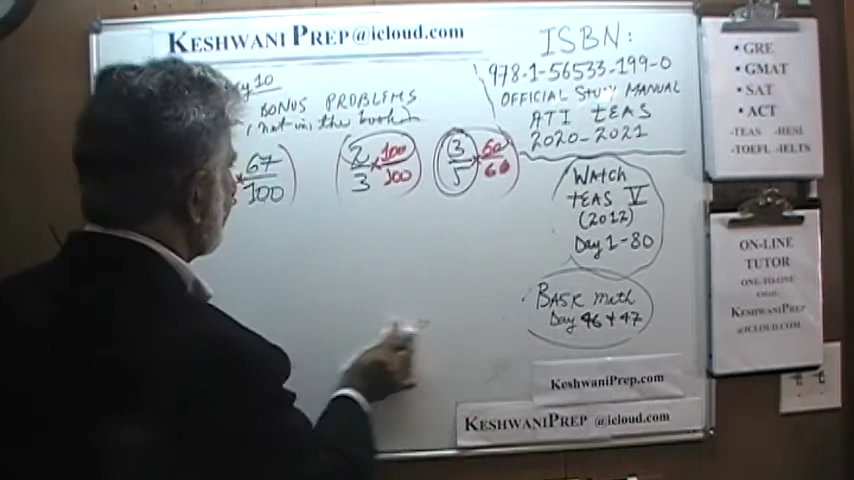 KESHWANI PREP@icloud.com
10
BONUS PROBLEMS
(not in the book)
67
100
2/3 × 100/100
3/5 × 60/60
ISBN:
978-1-56533-199-0
OFFICIAL STUDY MANUAL
ATI TEAS
2020-2021
WATCH
TEAS V
(2012)
Day 1-80
BASIC Math
Day 46 + 47
KESHWANIPREP.COM
KESHWANIPREP @icloud.com
• GRE
• GMAT
• SAT
• ACT
-TEAS -HESI
-TOEFL -IELTS
ON-LINE
TUTOR
ONE-TO-ONE
EMAIL
KESHWANIPREP
@ICLOUD.COM